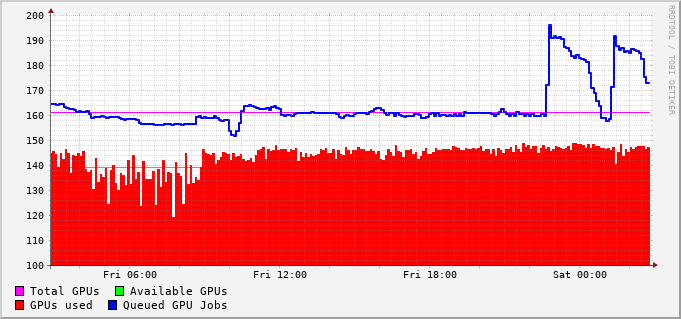 200
190
180
170
160
150
140
130
120
110
100
Fri 06:00 Fri 12:00 Fri 18:00 Sat 00:00
Total GPUs Available GPUs
GPUs used Queued GPU Jobs
RRDTOOL / TOBI OETIKER